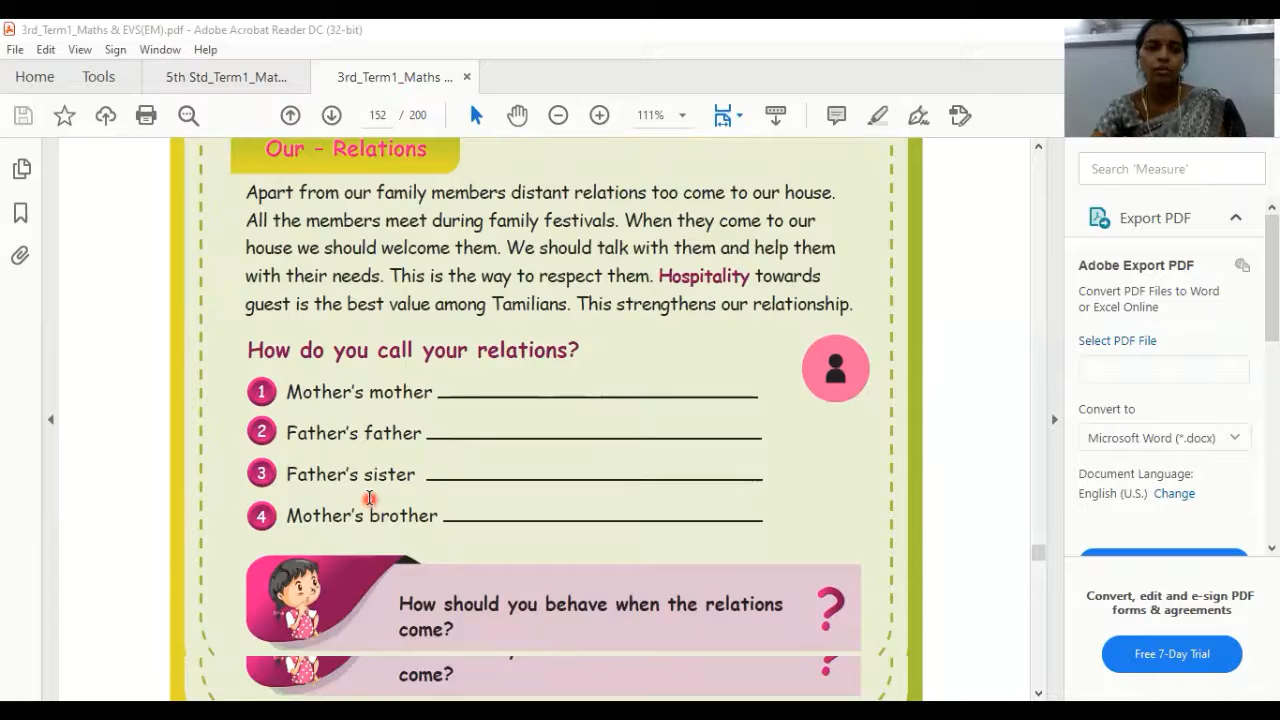 3rd_Term1_Maths & EVS(EM).pdf - Adobe Acrobat Reader DC (32-bit)
File Edit View Sign Window Help
Home Tools 5th Std_Term1_Mat... 3rd_Term1_Maths ... ×
152 / 200 111%
Our - Relations
Apart from our family members distant relations too come to our house.
All the members meet during family festivals. When they come to our
house we should welcome them. We should talk with them and help them
with their needs. This is the way to respect them. Hospitality towards
guest is the best value among Tamilians. This strengthens our relationship.
How do you call your relations?
1 Mother's mother
2 Father's father
3 Father's sister
4 Mother's brother
How should you behave when the relations
come?
?
come?
Search 'Measure'
Export PDF
Adobe Export PDF
Convert PDF Files to Word
or Excel Online
Select PDF File
Convert to
Microsoft Word (*.docx)
Document Language:
English (U.S.) Change
Convert, edit and e-sign PDF
forms & agreements
Free 7-Day Trial